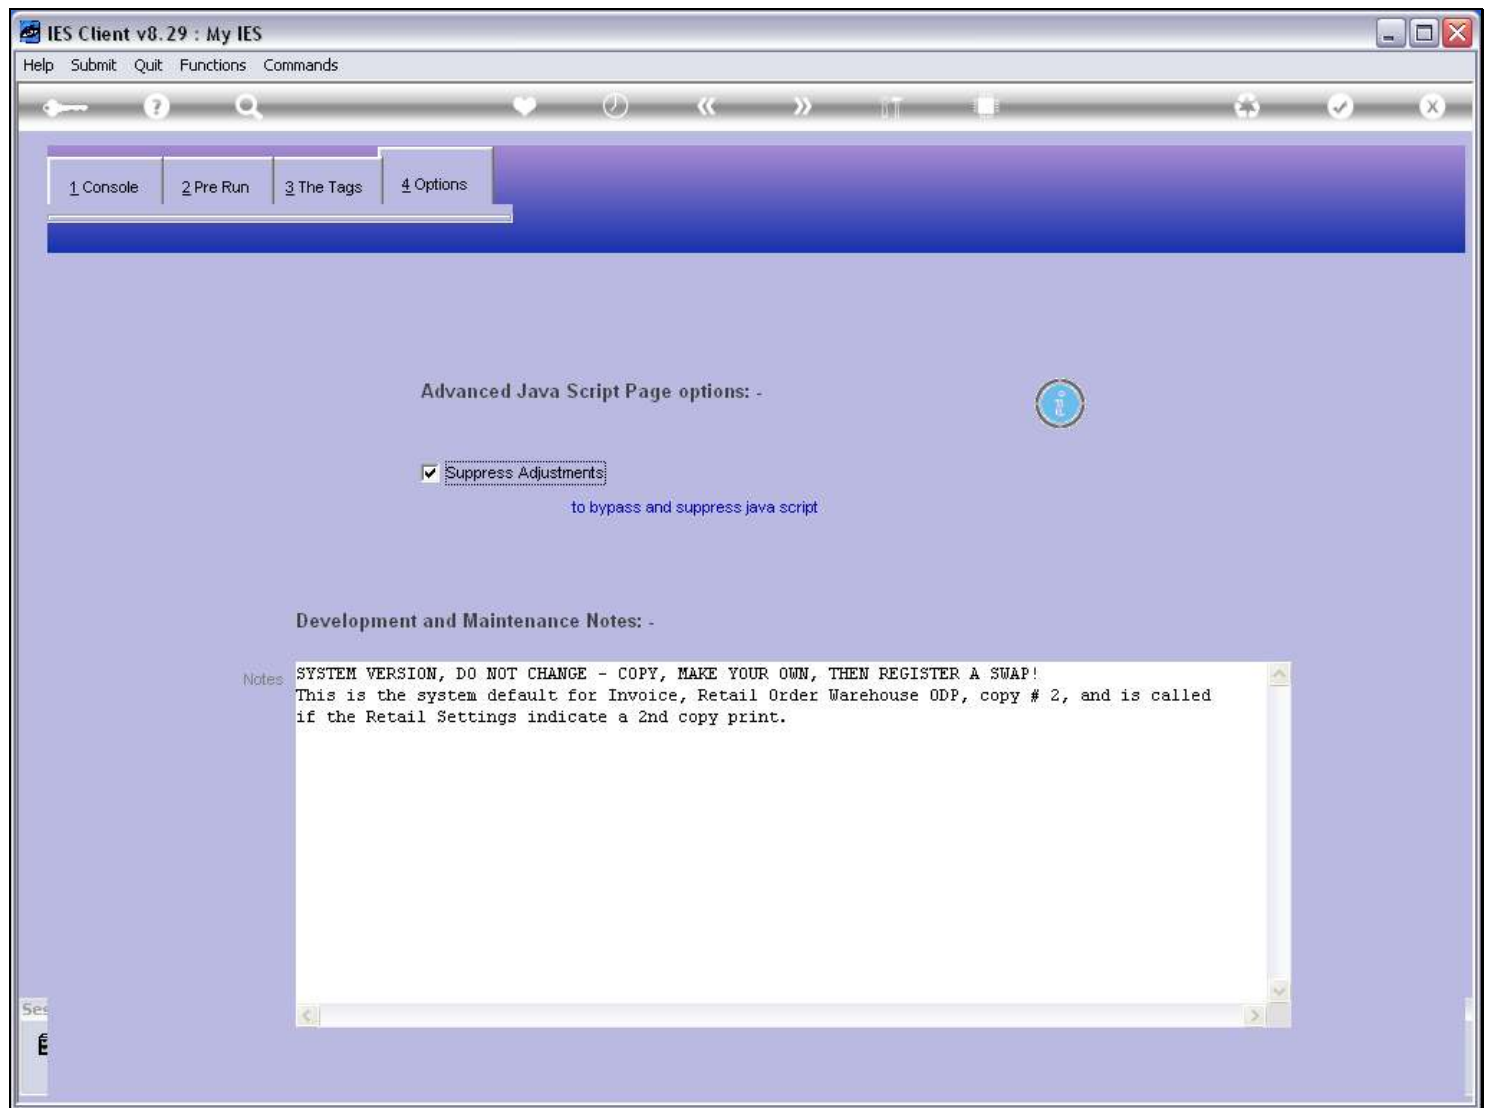 IES Client v8.29 : My IES
Help Submit Quit Functions Commands
1 Console 2 Pre Run 3 The Tags 4 Options
Advanced Java Script Page options: -
Suppress Adjustments
to bypass and suppress java script
Development and Maintenance Notes: -
Notes
SYSTEM VERSION, DO NOT CHANGE - COPY, MAKE YOUR OWN, THEN REGISTER A SWAP!
This is the system default for Invoice, Retail Order Warehouse ODP, copy # 2, and is called
if the Retail Settings indicate a 2nd copy print.